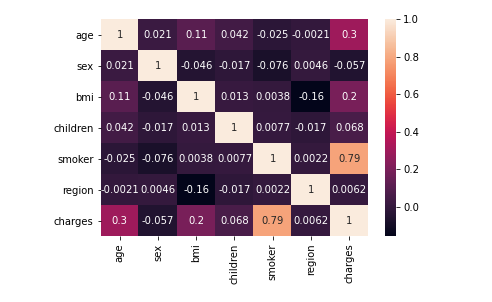 1.0
age 1 0.021 0.11 0.042 -0.025 -0.0021 0.3
sex 0.021 1 -0.046 -0.017 -0.076 0.0046 -0.057
0.8
bmi 0.11 -0.046 1 0.013 0.0038 -0.16 0.2
0.6
children 0.042 -0.017 0.013 1 0.0077 -0.017 0.068
0.4
smoker -0.025 -0.076 0.0038 0.0077 1 0.0022 0.79
0.2
region -0.0021 0.0046 -0.16 -0.017 0.0022 1 0.0062
0.0
charges 0.3 -0.057 0.2 0.068 0.79 0.0062 1
age sex bmi children smoker region charges